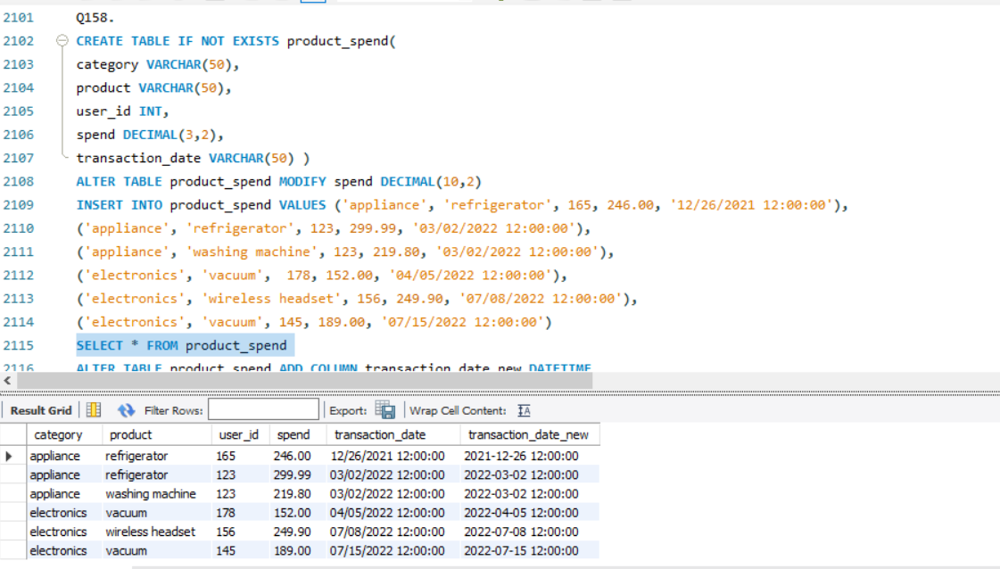 2101 Q158.
2102 CREATE TABLE IF NOT EXISTS product_spend(
2103 category VARCHAR(50),
2104 product VARCHAR(50),
2105 user_id INT,
2106 spend DECIMAL(3,2),
2107 transaction_date VARCHAR(50) )
2108 ALTER TABLE product_spend MODIFY spend DECIMAL(10,2)
2109 INSERT INTO product_spend VALUES ('appliance', 'refrigerator', 165, 246.00, '12/26/2021 12:00:00'),
2110 ('appliance', 'refrigerator', 123, 299.99, '03/02/2022 12:00:00'),
2111 ('appliance', 'washing machine', 123, 219.80, '03/02/2022 12:00:00'),
2112 ('electronics', 'vacuum',  178, 152.00, '04/05/2022 12:00:00'),
2113 ('electronics', 'wireless headset', 156, 249.90, '07/08/2022 12:00:00'),
2114 ('electronics', 'vacuum', 145, 189.00, '07/15/2022 12:00:00')
2115 SELECT * FROM product_spend
2116 ALTER TABLE product_spend ADD COLUMN transaction_date_new DATETIME
Result Grid Filter Rows: Export: Wrap Cell Content:
category product user_id spend transaction_date transaction_date_new
appliance refrigerator 165 246.00 12/26/2021 12:00:00 2021-12-26 12:00:00
appliance refrigerator 123 299.99 03/02/2022 12:00:00 2022-03-02 12:00:00
appliance washing machine 123 219.80 03/02/2022 12:00:00 2022-03-02 12:00:00
electronics vacuum 178 152.00 04/05/2022 12:00:00 2022-04-05 12:00:00
electronics wireless headset 156 249.90 07/08/2022 12:00:00 2022-07-08 12:00:00
electronics vacuum 145 189.00 07/15/2022 12:00:00 2022-07-15 12:00:00